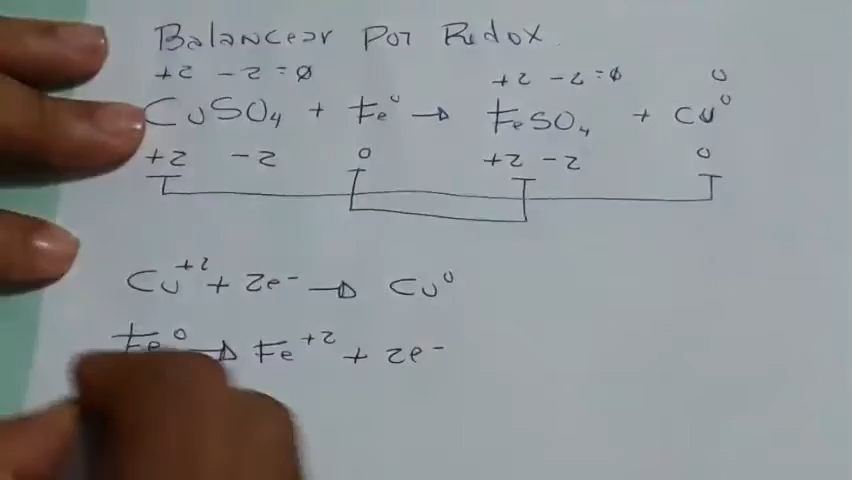 Balancear Por Redox.
+2 -2=0 +2 -2=0 0
CuSO₄ + Fe⁰ → FeSO₄ + Cu⁰
+2 -2 0 +2 -2 0
Cu⁺² + 2e⁻ → Cu⁰
Fe⁰ → Fe⁺² + 2e⁻